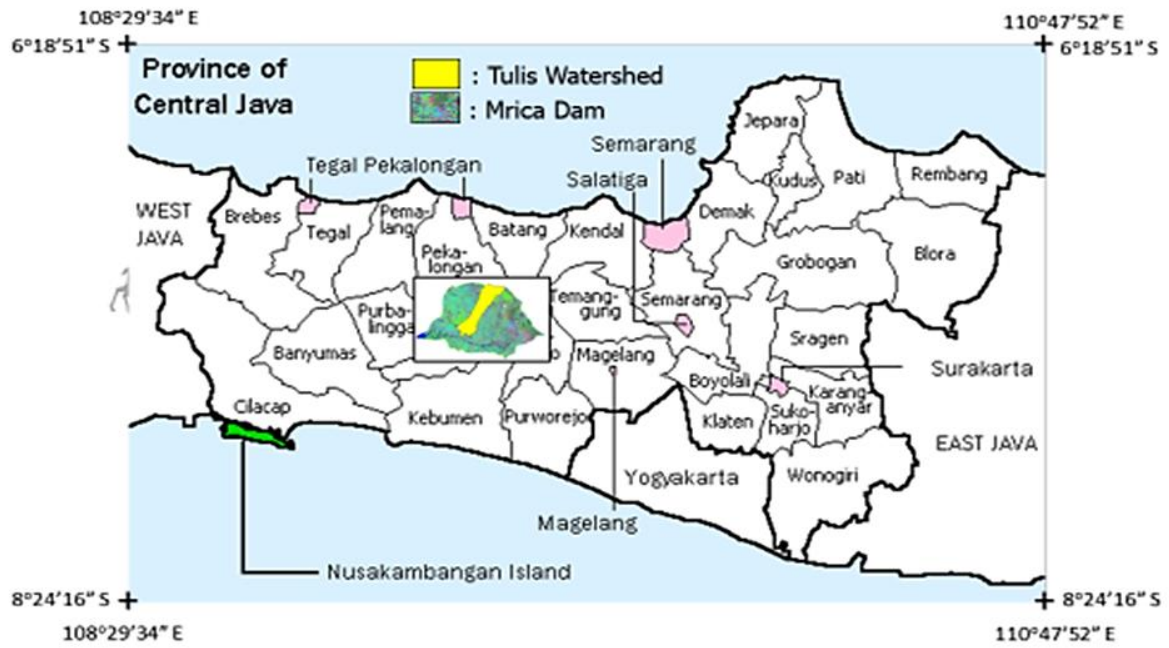 108°29'34" E
110°47'52" E
6°18'51" S
6°18'51" S
Province of
Central Java
: Tulis Watershed
: Mrica Dam
Jepara
Semarang
Tegal Pekalongan
Salatiga
Kudus
Pati
Rembang
WEST
JAVA
Brebes
Tegal
Pema-
lang
Batang
Kendal
Demak
Peka-
longan
Grobogan
Blora
Temang-
gung
Semarang
Purba-
lingga
Sragen
Banyumas
o
Magelang
Surakarta
Boyolali
Karang-
anyar
Cilacap
Kebumen
Purworejo
Klaten
Suko-
harjo
EAST JAVA
Yogyakarta
Wonogiri
Magelang
Nusakambangan Island
8°24'16" S
8°24'16" S
108°29'34" E
110°47'52" E